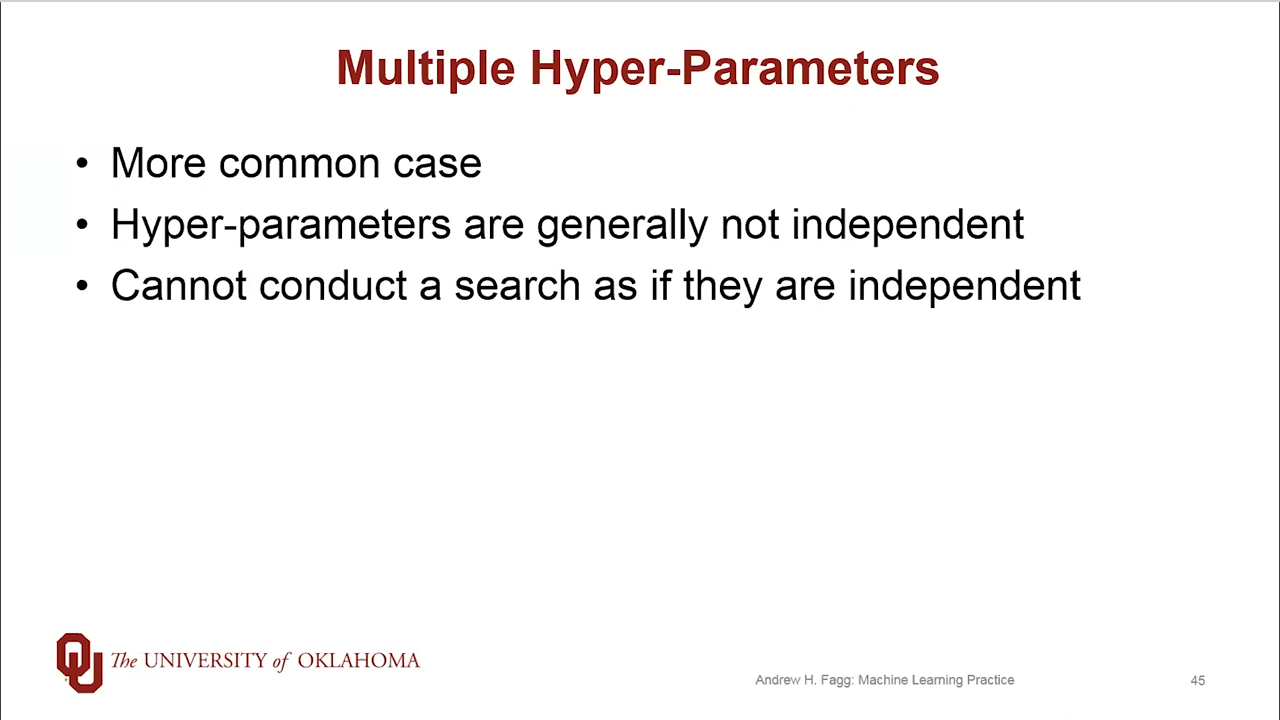 Multiple Hyper-Parameters
• More common case
• Hyper-parameters are generally not independent
• Cannot conduct a search as if they are independent
The UNIVERSITY of OKLAHOMA
Andrew H. Fagg: Machine Learning Practice
45